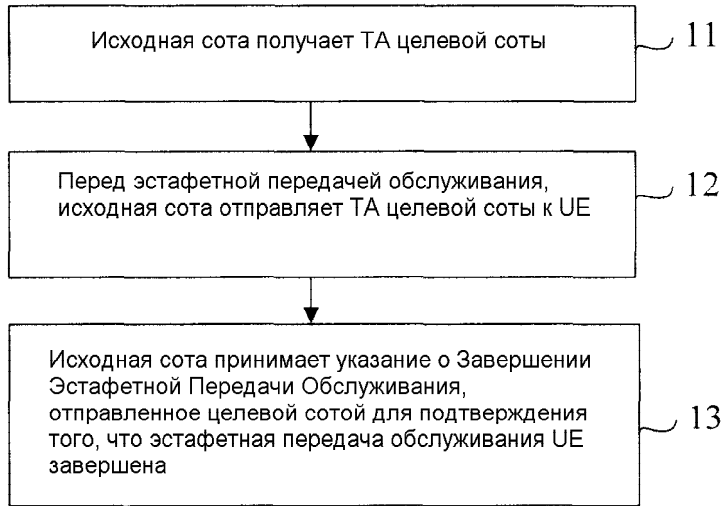 Исходная сота получает TA целевой соты
11
Перед эстафетной передачей обслуживания,
исходная сота отправляет TA целевой соты к UE
12
Исходная сота принимает указание о Завершении
Эстафетной Передачи Обслуживания,
отправленное целевой сотой для подтверждения
того, что эстафетная передача обслуживания UE
завершена
13